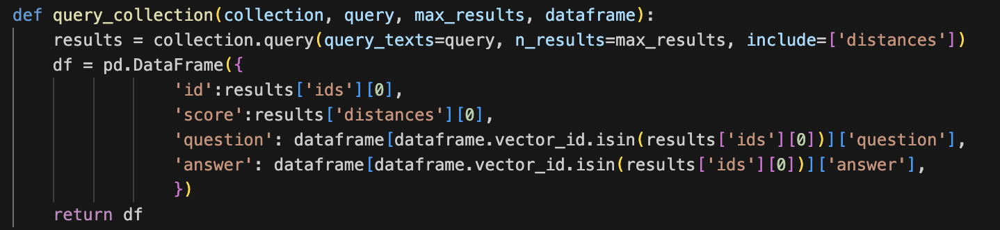 def query_collection(collection, query, max_results, dataframe):
    results = collection.query(query_texts=query, n_results=max_results, include=['distances'])
    df = pd.DataFrame({
                'id':results['ids'][0],
                'score':results['distances'][0],
                'question': dataframe[dataframe.vector_id.isin(results['ids'][0])]['question'],
                'answer': dataframe[dataframe.vector_id.isin(results['ids'][0])]['answer'],
                })
    return df